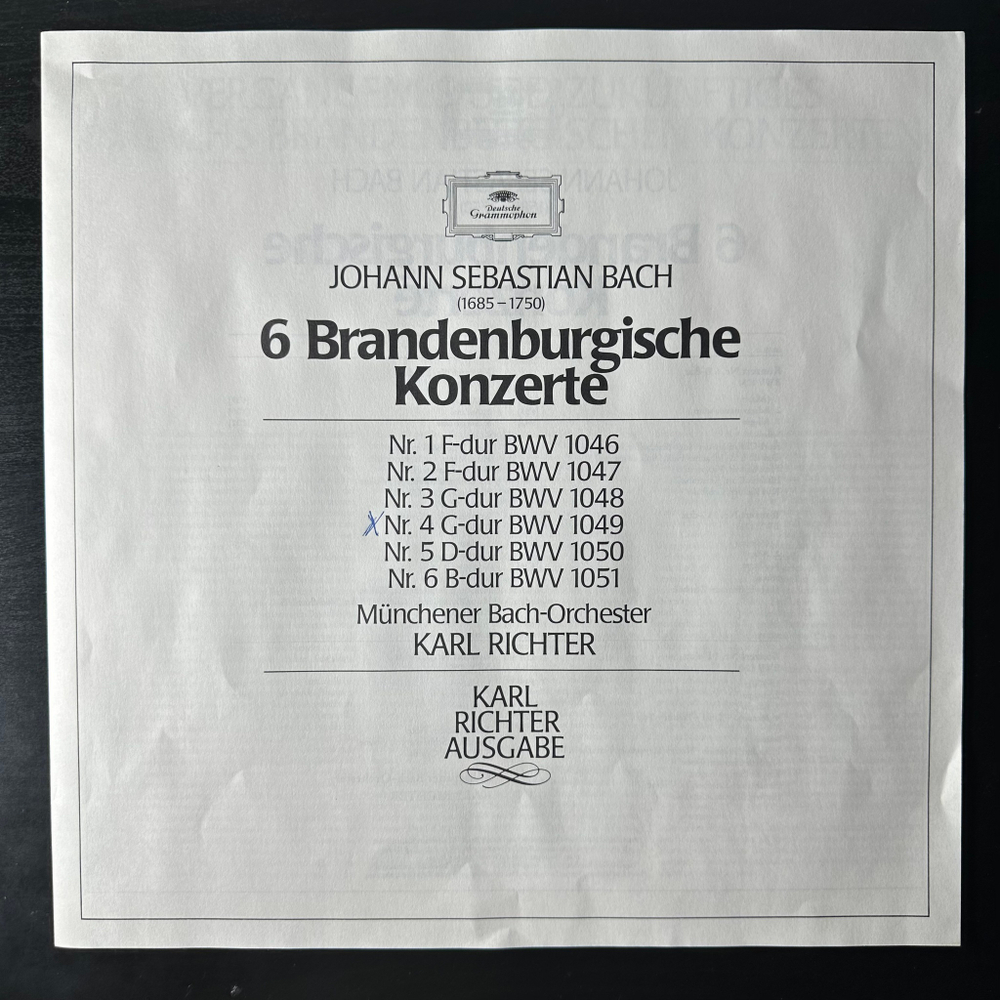 Deutsche
Grammophon
JOHANN SEBASTIAN BACH
(1685–1750)
6 Brandenburgische
Konzerte
Nr. 1 F-dur BWV 1046
Nr. 2 F-dur BWV 1047
Nr. 3 G-dur BWV 1048
X Nr. 4 G-dur BWV 1049
Nr. 5 D-dur BWV 1050
Nr. 6 B-dur BWV 1051
Münchener Bach-Orchester
KARL RICHTER
KARL
RICHTER
AUSGABE